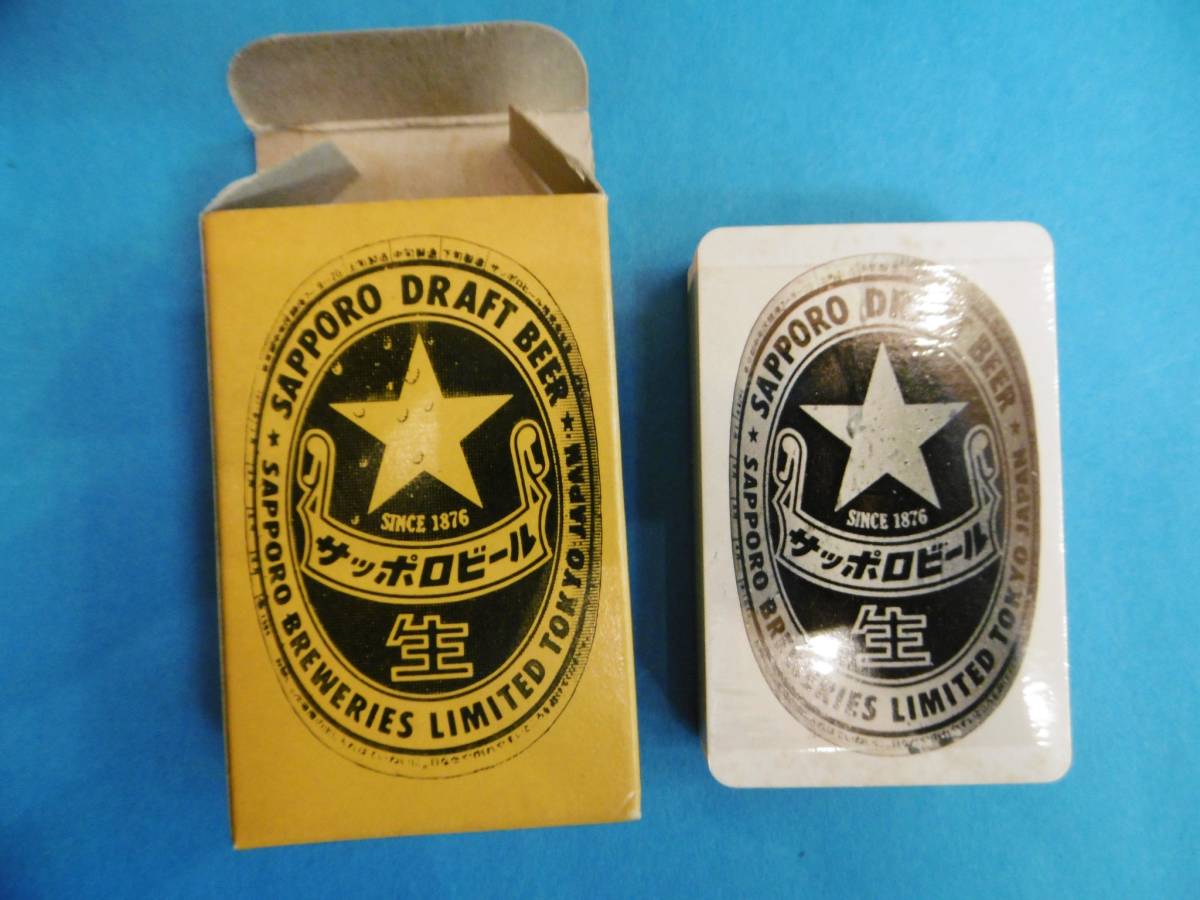 SAPPORO DRAFT BEER
SINCE 1876
サッポロビール
生
SAPPORO BREWERIES LIMITED TOKYO JAPAN
SAPPORO DRAFT BEER
SINCE 1876
サッポロビール
生
SAPPORO BREWERIES LIMITED TOKYO JAPAN